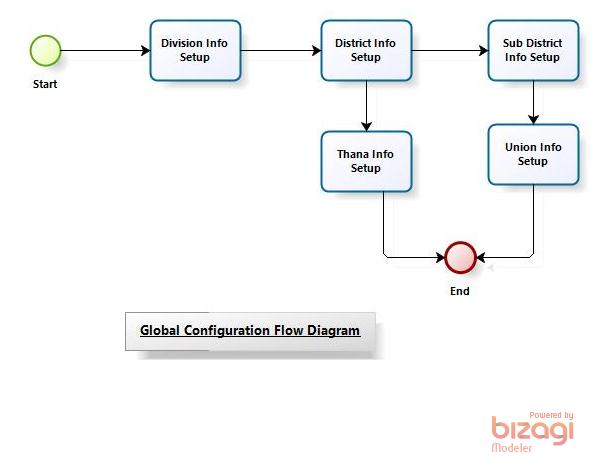 Division Info
Setup
District Info
Setup
Sub District
Info Setup
Start
Thana Info
Setup
Union Info
Setup
End
Global Configuration Flow Diagram
Powered by
bizagi
Modeler